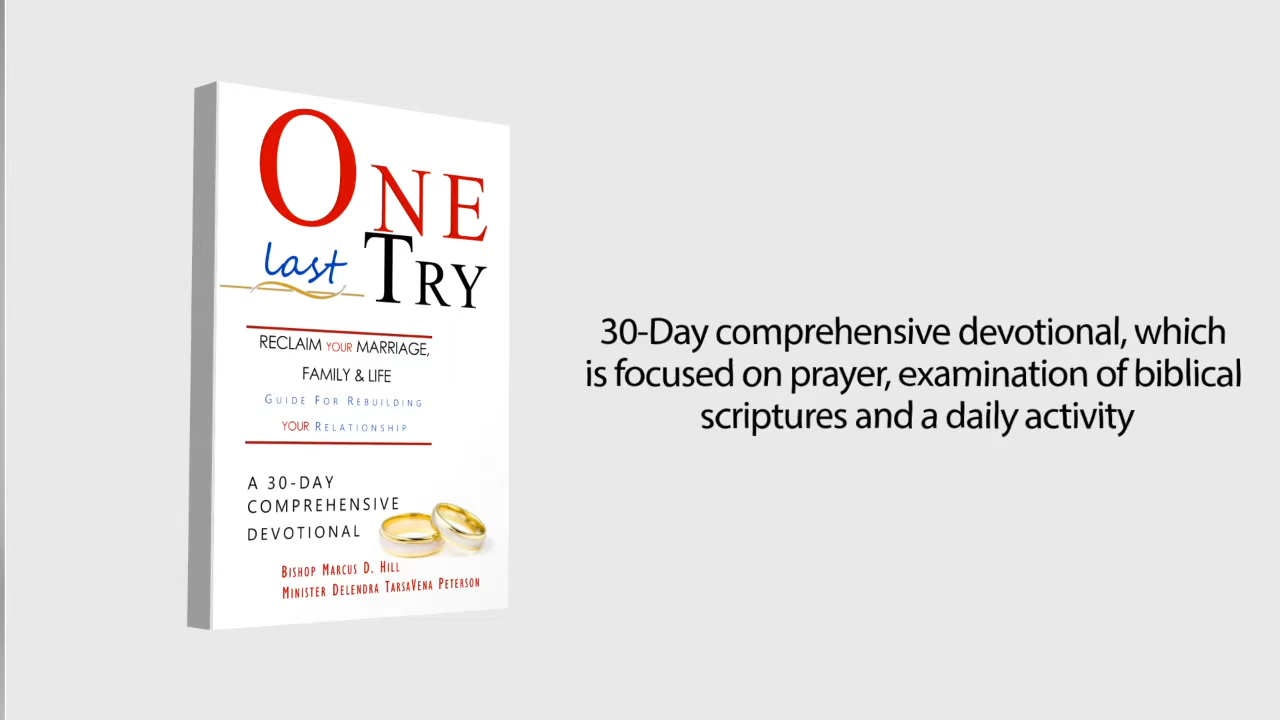 ONE
last TRY
RECLAIM YOUR MARRIAGE,
FAMILY & LIFE
GUIDE FOR REBUILDING
YOUR RELATIONSHIP
A 30-DAY
COMPREHENSIVE
DEVOTIONAL
BISHOP MARCUS D. HILL
MINISTER DELENDRA TARSAVENA PETERSON
30-Day comprehensive devotional, which
is focused on prayer, examination of biblical
scriptures and a daily activity